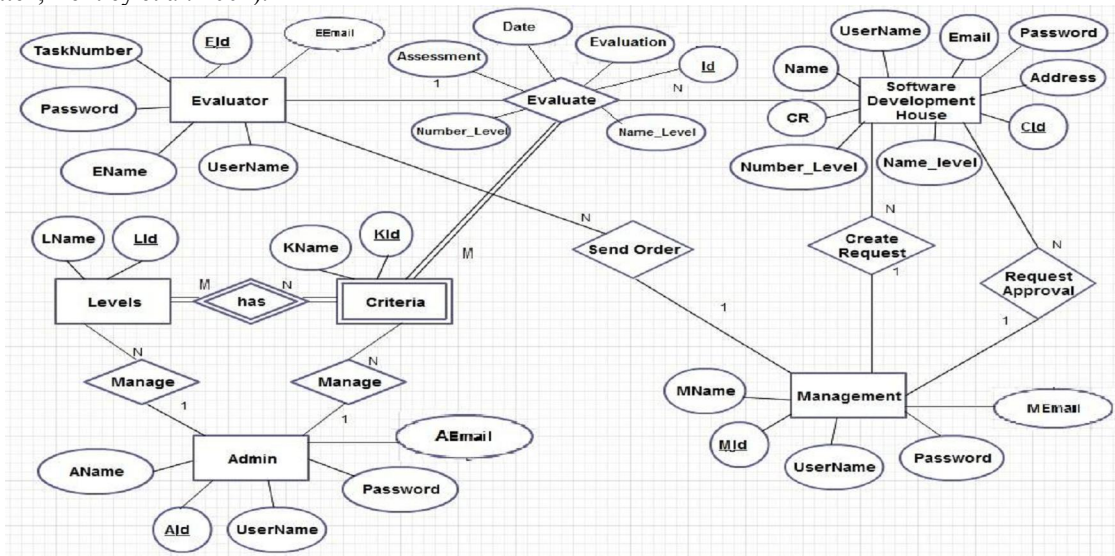 TaskNumber
EId
EEmail
Password
Evaluator
EName
UserName
Date
Assessment
Evaluation
Id
1
Evaluate
N
Number_Level
Name_Level
UserName
Email
Password
Name
Software
Development
House
Address
CR
CId
Number_Level
Name_level
LName
LId
KName
KId
M
N
Send Order
N
Create
Request
1
N
Request
Approval
1
Levels
M
has
N
Criteria
1
N
Manage
1
N
Manage
1
Admin
AName
AId
UserName
Password
AEmail
MName
Management
MEmail
MId
UserName
Password